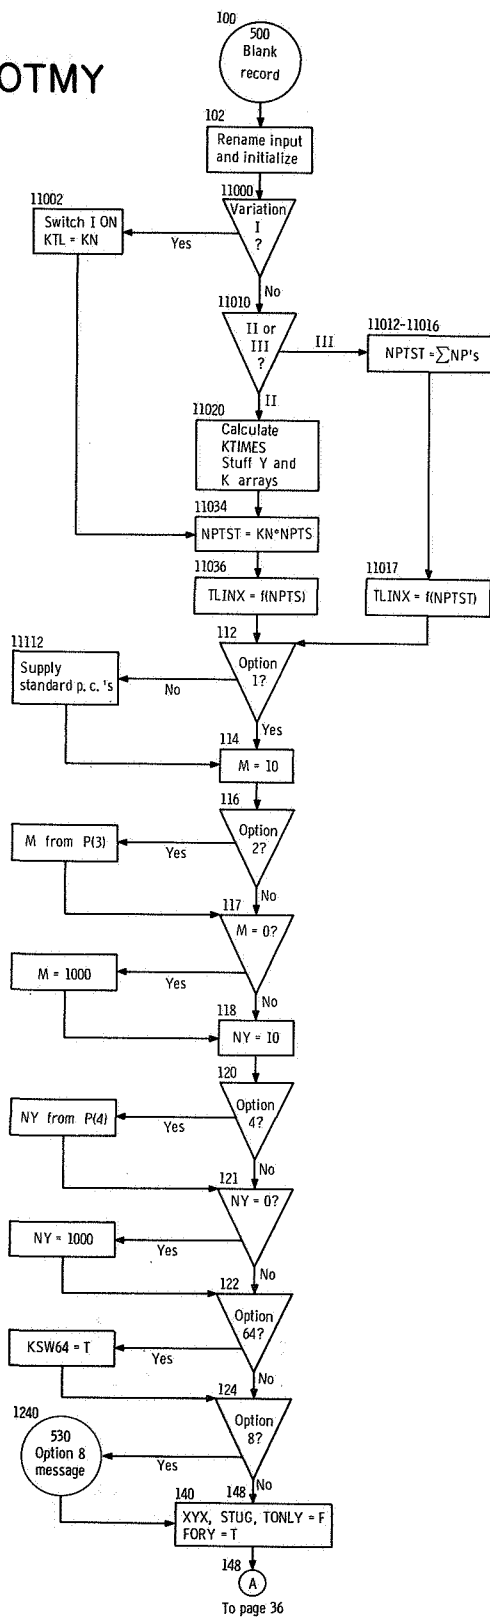 OTMY
100
500
Blank
record
102
Rename input
and initialize
11000
11002
Variation
I
?
Switch I ON
KTL = KN
Yes
No
11010
11012-11016
II or
III
?
III
NPTST = ∑NP's
II
11020
Calculate
KTIMES
Stuff Y and
K arrays
11034
NPTST = KN*NPTS
11036
11017
TLINX = f(NPTS)
TLINX = f(NPTST)
112
11112
Option
1?
Supply
standard p. c. 's
No
Yes
114
M = 10
116
Option
2?
M from P(3)
Yes
No
117
M = 0?
M = 1000
Yes
No
118
NY = 10
120
Option
4?
NY from P(4)
Yes
No
121
NY = 0?
NY = 1000
Yes
No
122
Option
64?
KSW64 = T
Yes
No
124
1240
Option
8?
530
Option 8
message
Yes
No
140
148
XYX, STUG, TONLY = F
FORY = T
148
A
To page 36